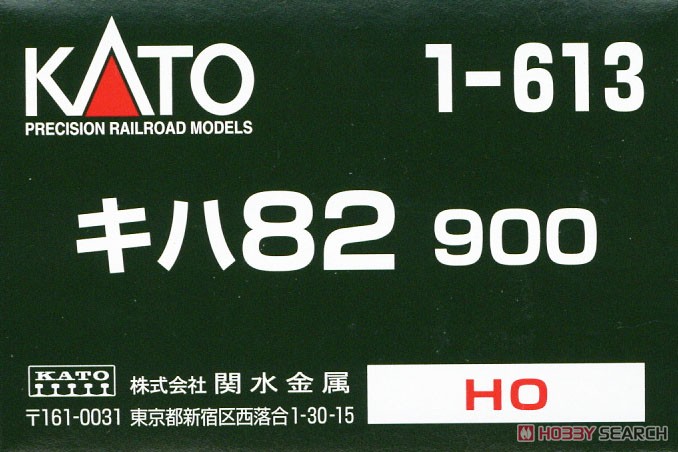 KATO 1-613
PRECISION RAILROAD MODELS
キハ82 900
KATO 株式会社 関水金属
〒161-0031 東京都新宿区西落合1-30-15
HO
HOBBY SEARCH